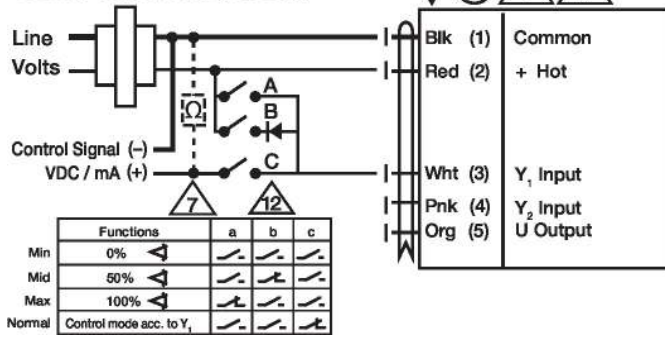 Line
Volts
Blk (1) Common
Red (2) + Hot
A
B
C
Ω
Control Signal (−)
VDC / mA (+)
7
12
Wht (3) Y₁ Input
Pnk (4) Y₂ Input
Org (5) U Output
Functions a b c
Min 0%
Mid 50%
Max 100%
Normal Control mode acc. to Y₁